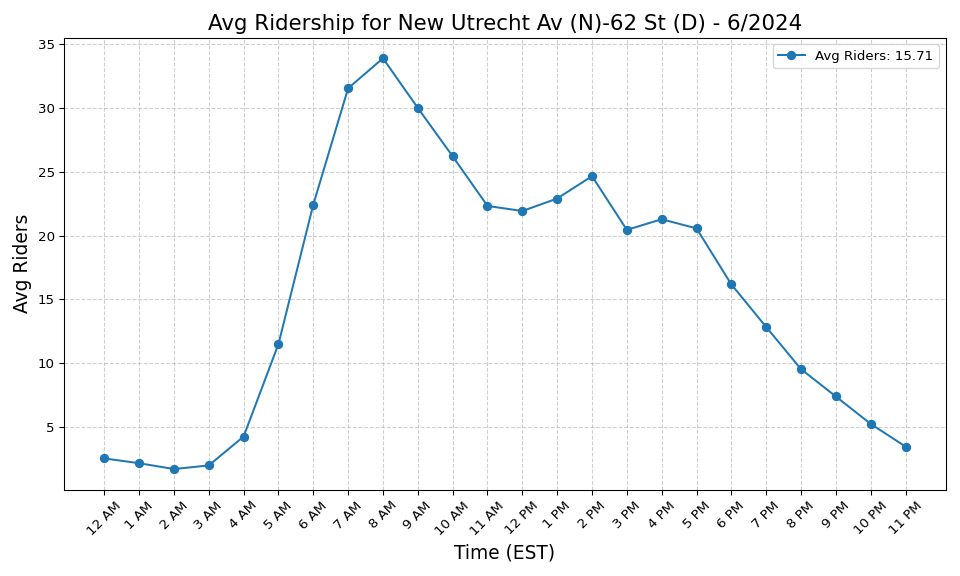 Avg Ridership for New Utrecht Av (N)-62 St (D) - 6/2024
Avg Riders: 15.71
Avg Riders
35
30
25
20
15
10
5
12 AM
1 AM
2 AM
3 AM
4 AM
5 AM
6 AM
7 AM
8 AM
9 AM
10 AM
11 AM
12 PM
1 PM
2 PM
3 PM
4 PM
5 PM
6 PM
7 PM
8 PM
9 PM
10 PM
11 PM
Time (EST)